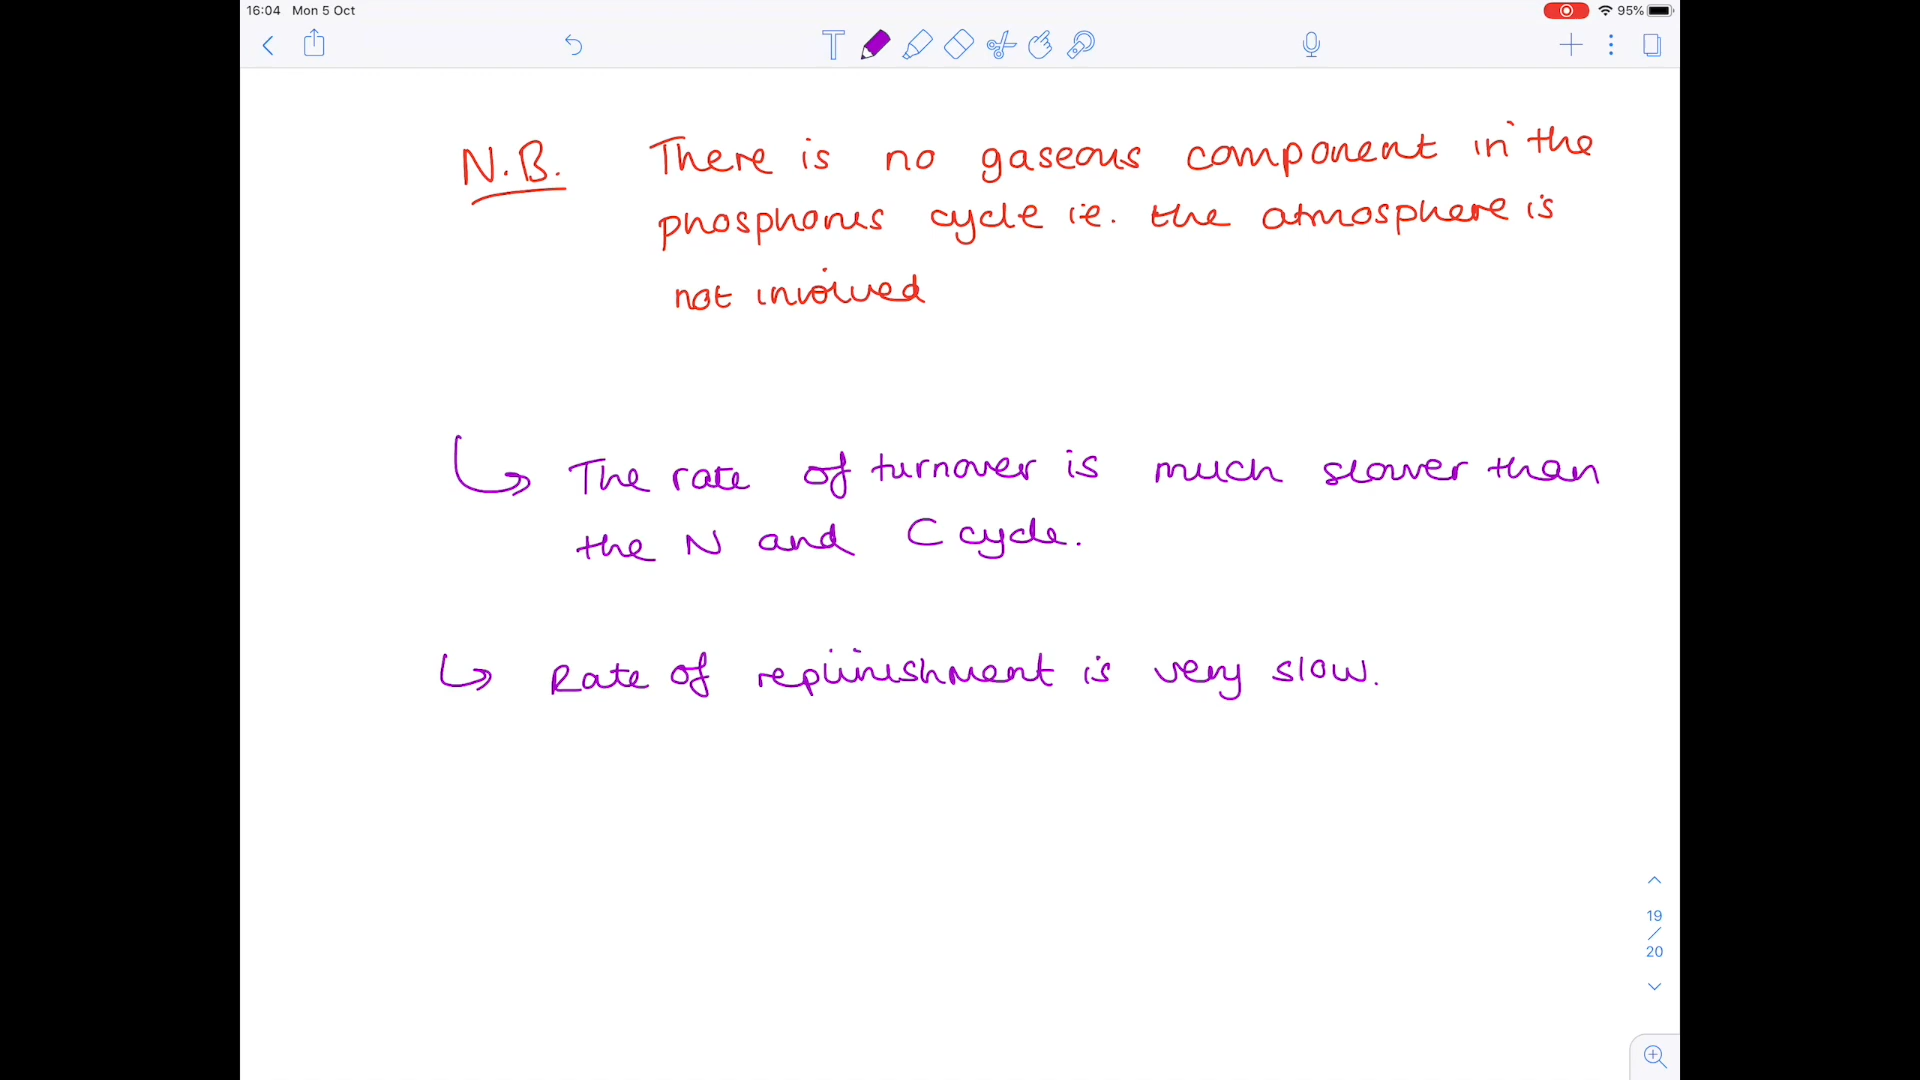 16:04 Mon 5 Oct
95%
T
N.B. There is no gaseous component in the
phosphorus cycle ie. the atmosphere is
not involved
The rate of turnover is much slower than
the N and C cycle.
Rate of replinishment is very slow.
19
20